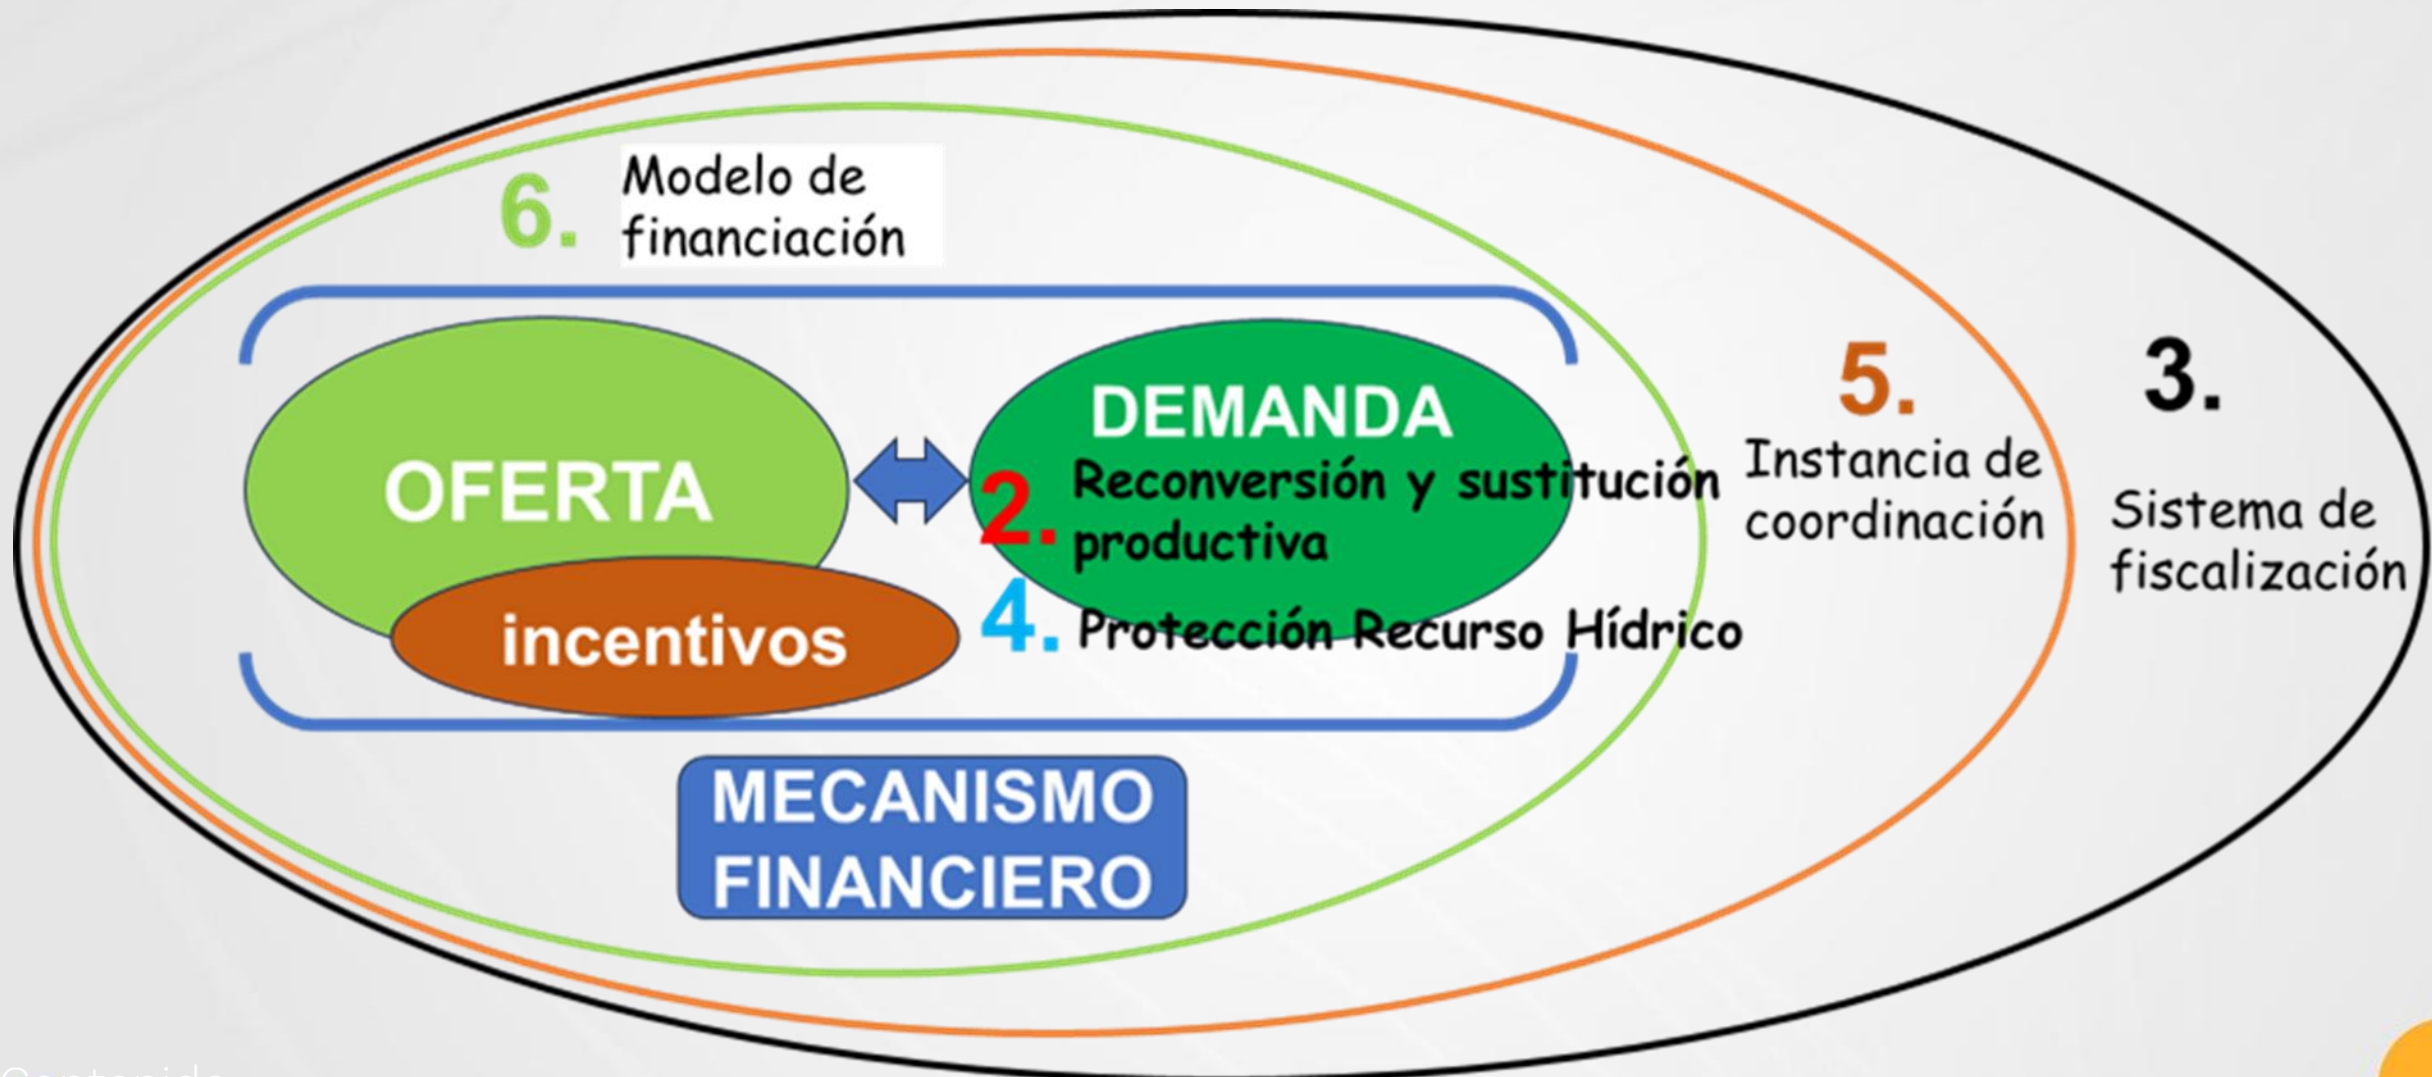 6.
Modelo de
financiación
OFERTA
incentivos
DEMANDA
2.
Reconversión y sustitución
productiva
4.
Protección Recurso Hídrico
5.
Instancia de
coordinación
3.
Sistema de
fiscalización
MECANISMO
FINANCIERO